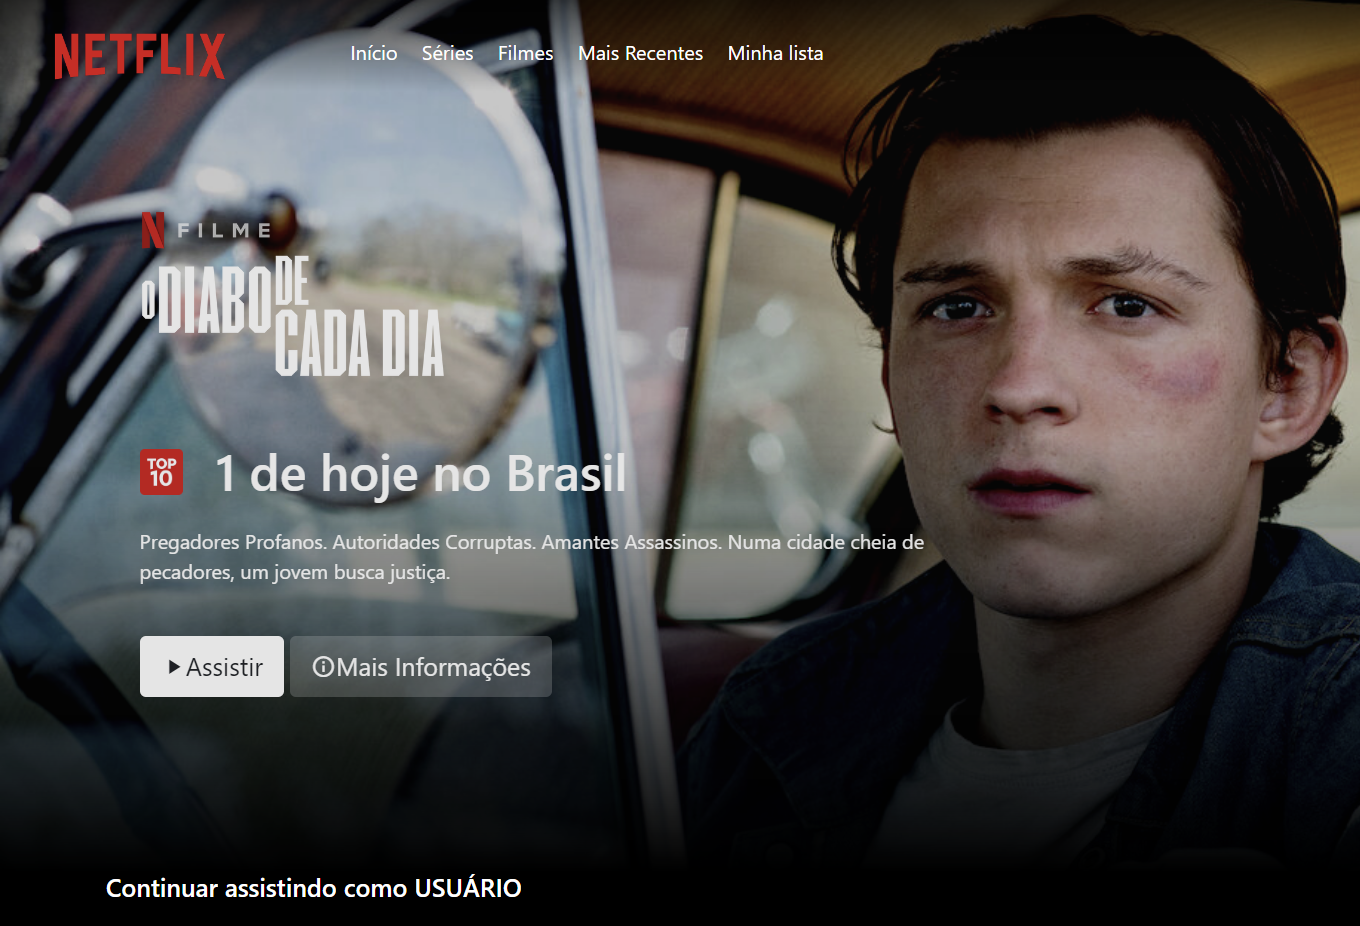 NETFLIX
Início Séries Filmes Mais Recentes Minha lista
N FILME
O DIABO DE
CADA DIA
TOP
10
1 de hoje no Brasil
Pregadores Profanos. Autoridades Corruptas. Amantes Assassinos. Numa cidade cheia de
pecadores, um jovem busca justiça.
Assistir Mais Informações
Continuar assistindo como USUÁRIO